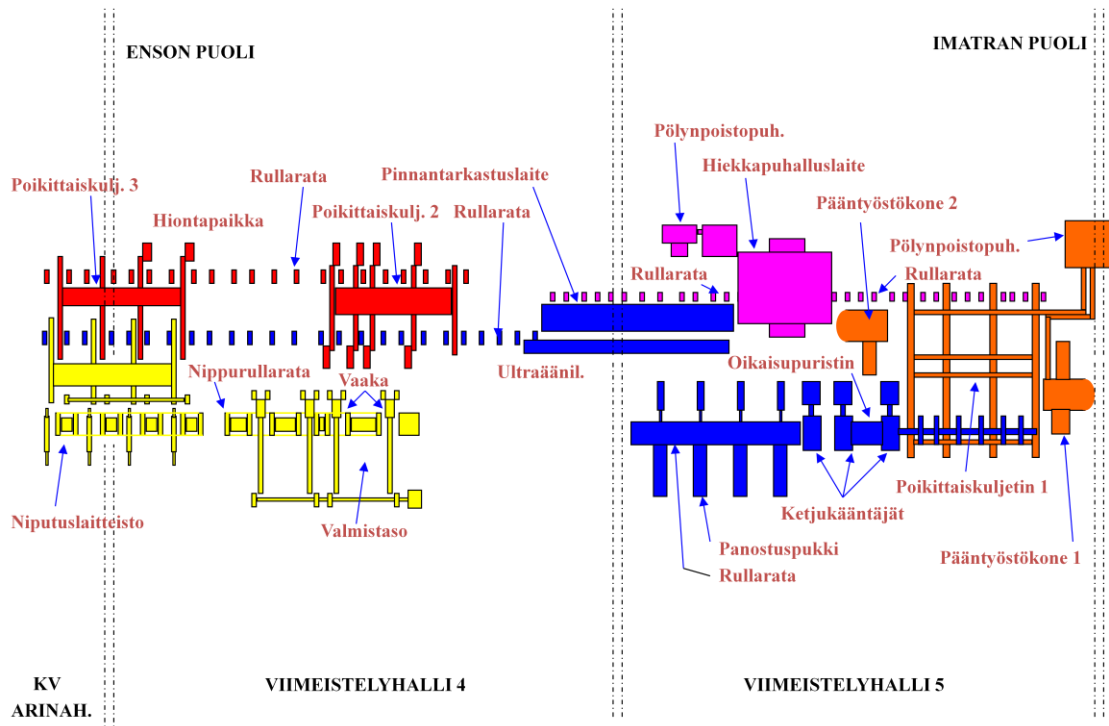 ENSON PUOLI
IMATRAN PUOLI
Pölynpoistopuh.
Hiekkapuhalluslaite
Poikittaiskulj. 3
Rullarata
Pinnantarkastuslaite
Hiontapaikka
Poikittaiskulj. 2
Rullarata
Pääntyöstökone 2
Pölynpoistopuh.
Rullarata
Rullarata
Nippurullarata
Vaaka
Ultraäänil.
Oikaisupuristin
Niputuslaitteisto
Valmistaso
Ketjukääntäjät
Poikittaiskuljetin 1
Panostuspukki
Rullarata
Pääntyöstökone 1
KV
ARINAH.
VIIMEISTELYHALLI 4
VIIMEISTELYHALLI 5